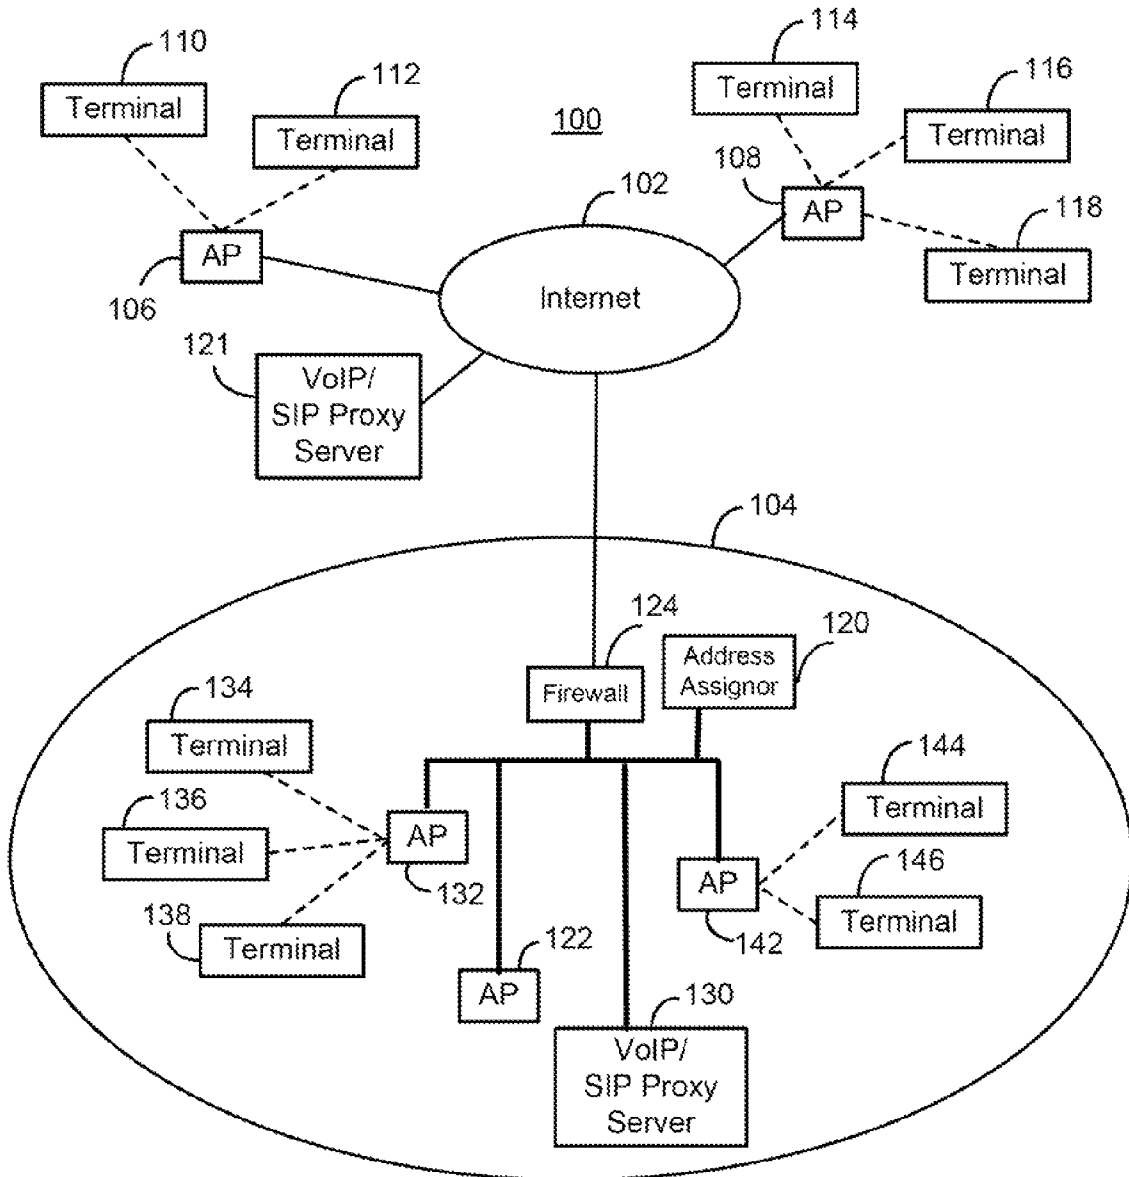 110
Terminal
112
Terminal
100
114
Terminal
116
Terminal
108
AP
118
Terminal
102
Internet
AP
106
121
VoIP/
SIP Proxy
Server
104
124
Firewall
120
Address
Assignor
134
Terminal
136
Terminal
138
Terminal
AP
132
122
AP
130
VoIP/
SIP Proxy
Server
AP
142
144
Terminal
146
Terminal